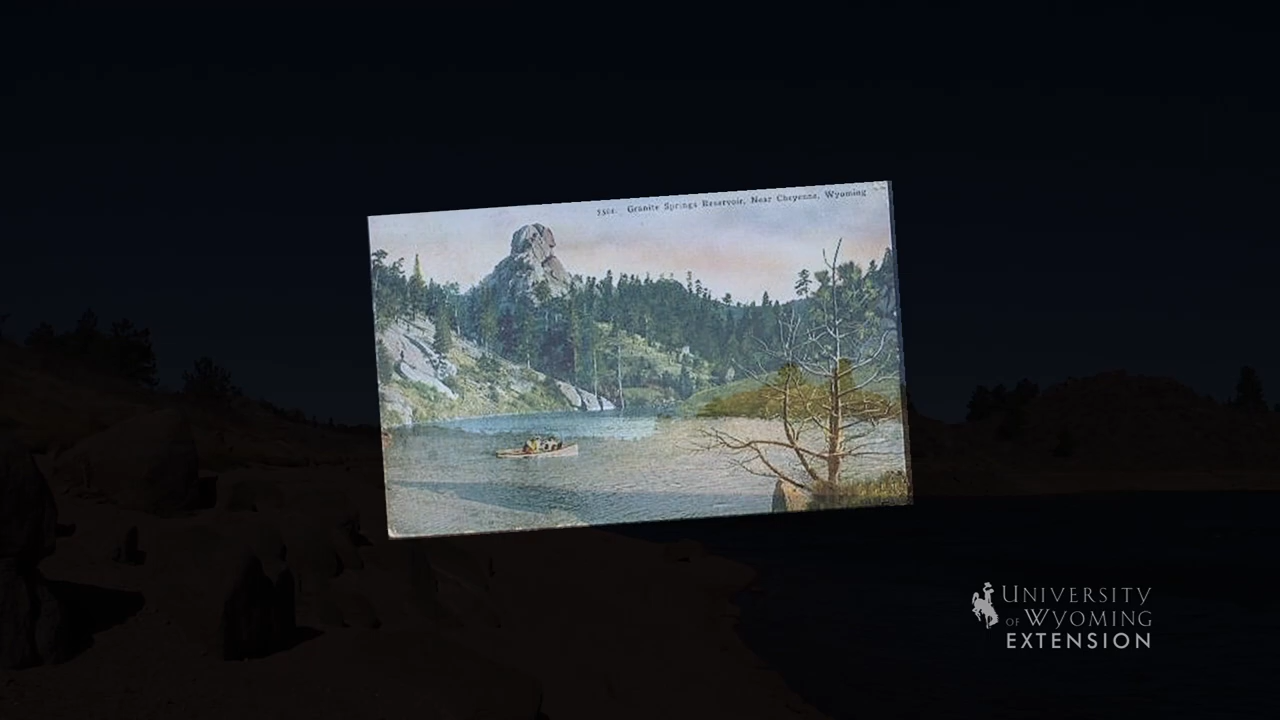 Granite Springs Reservoir, Near Cheyenne, Wyoming
UNIVERSITY
OF WYOMING
EXTENSION